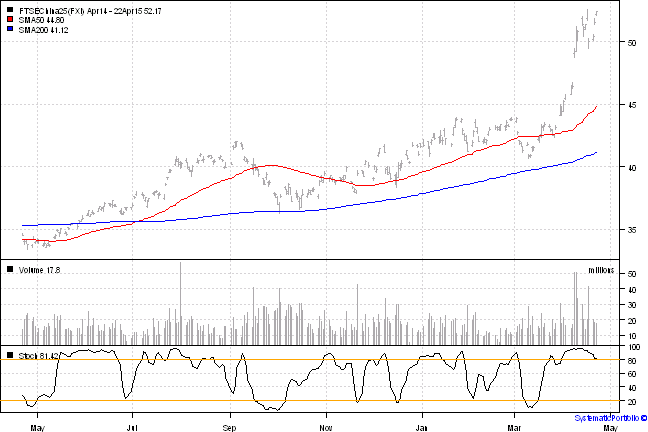 FTSEChina25(FXI) Apr14 - 22Apr15 52.17
SMA50 44.80
SMA200 41.12
50
45
40
35
Volume 17.8
millions
50
40
30
20
10
Stoch 81.42
100
80
60
40
20
May
Jul
Sep
Nov
Jan
Mar
May
SystematicPortfolio ©